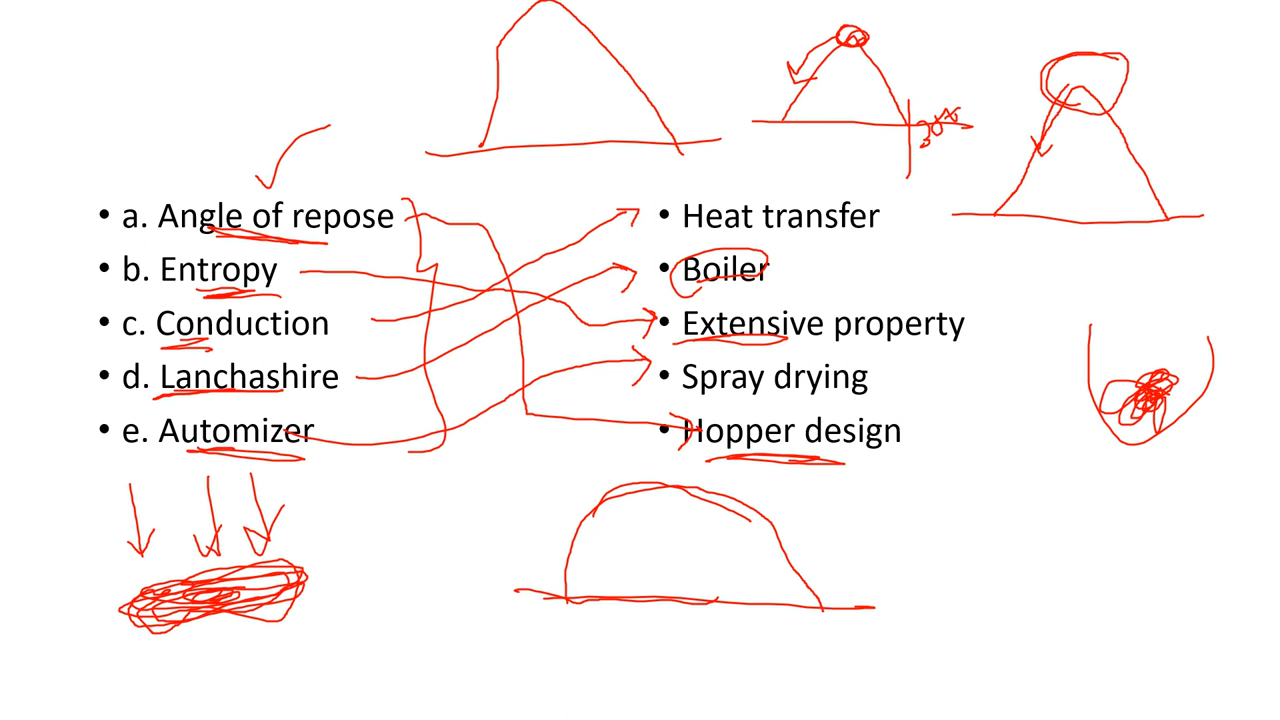 • a. Angle of repose
• b. Entropy
• c. Conduction
• d. Lanchashire
• e. Automizer
• Heat transfer
• Boiler
• Extensive property
• Spray drying
• Hopper design